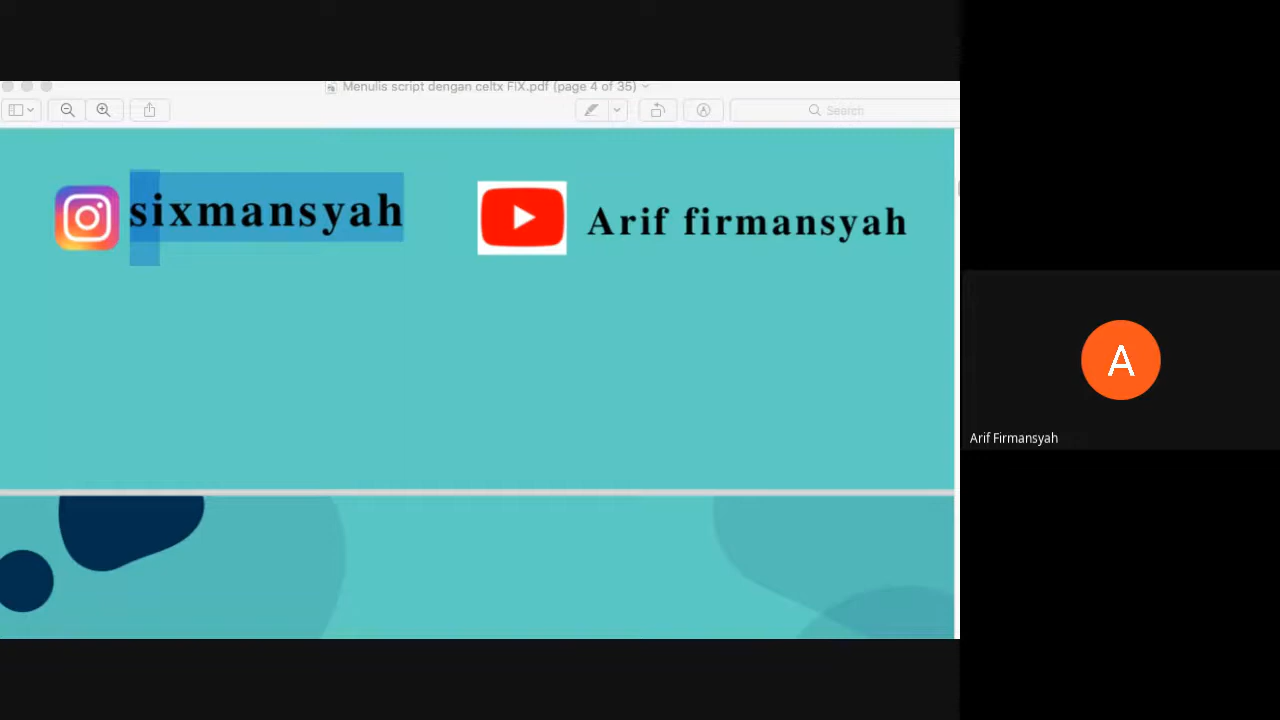 Menulis script dengan celtx FIX.pdf (page 4 of 35)
Search
sixmansyah
Arif firmansyah
A
Arif Firmansyah